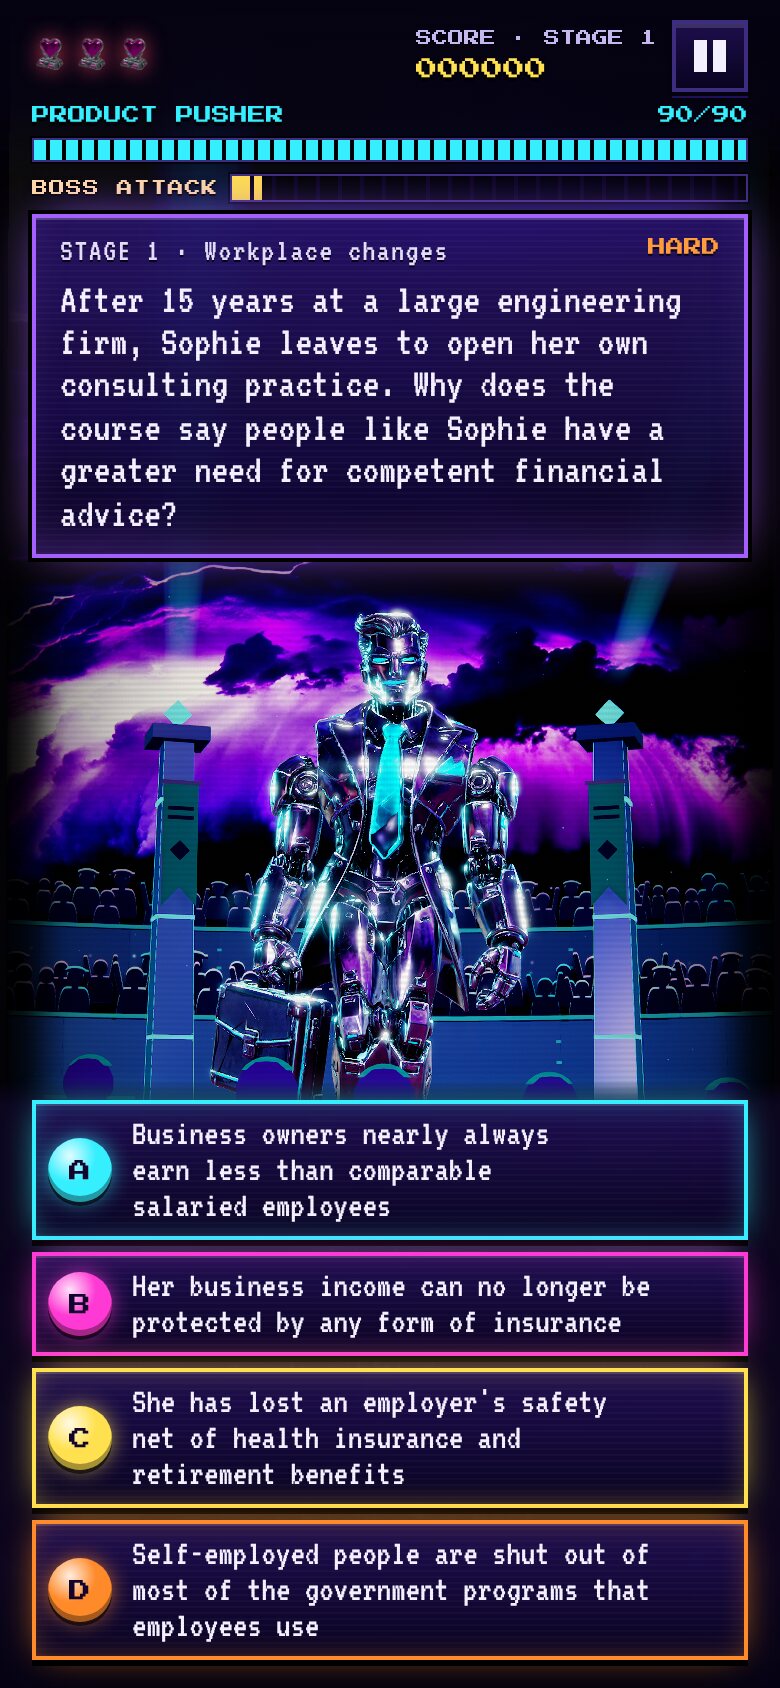 SCORE · STAGE 1
000000
PRODUCT PUSHER 90/90
BOSS ATTACK
STAGE 1 · Workplace changes HARD
After 15 years at a large engineering
firm, Sophie leaves to open her own
consulting practice. Why does the
course say people like Sophie have a
greater need for competent financial
advice?
A
Business owners nearly always
earn less than comparable
salaried employees
B
Her business income can no longer be
protected by any form of insurance
C
She has lost an employer's safety
net of health insurance and
retirement benefits
D
Self-employed people are shut out of
most of the government programs that
employees use